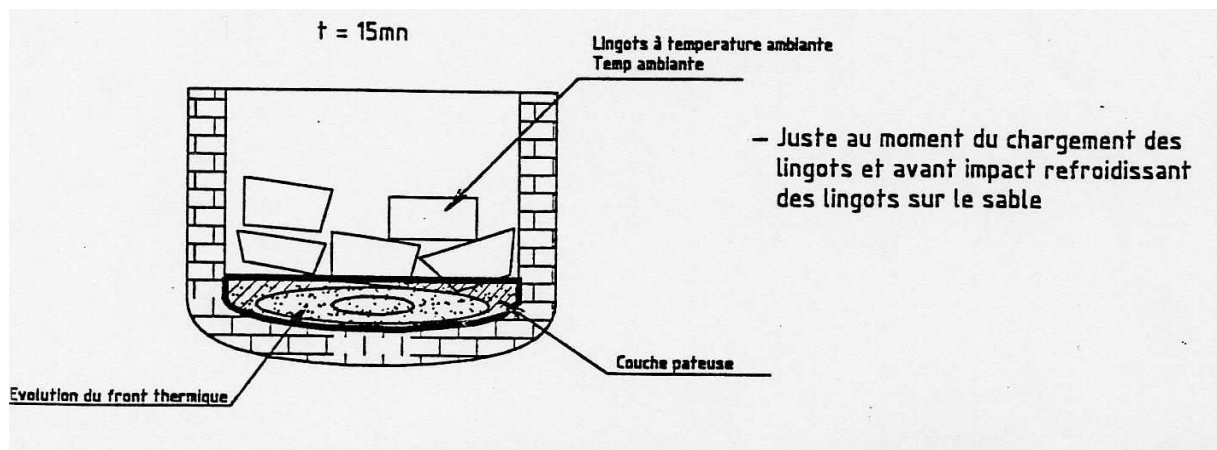 t = 15mn
Lingots à temperature ambiante
Temp ambiante
– Juste au moment du chargement des
lingots et avant impact refroidissant
des lingots sur le sable
Couche pateuse
Evolution du front thermique